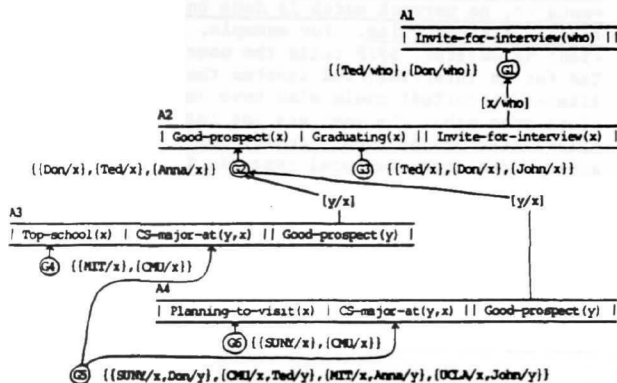 A1
| Invite-for-interview(who) |
{{Ted/who},{Don/who}} G1
[x/who]
A2
| Good-prospect(x) | Graduating(x) || Invite-for-interview(x) |
{{Don/x},{Ted/x},{Anna/x}} G2 G3 {{Ted/x},{Don/x},{John/x}}
[y/x] [y/x]
A3
| Top-school(x) | CS-major-at(y,x) || Good-prospect(y) |
G4 {{MIT/x},{CMU/x}}
A4
| Planning-to-visit(x) | CS-major-at(y,x) || Good-prospect(y) |
G6 {{SUNY/x},{CMU/x}}
G5 {{SUNY/x,Don/y},{CMU/x,Ted/y},{MIT/x,Anna/y},{UCLA/x,John/y}}